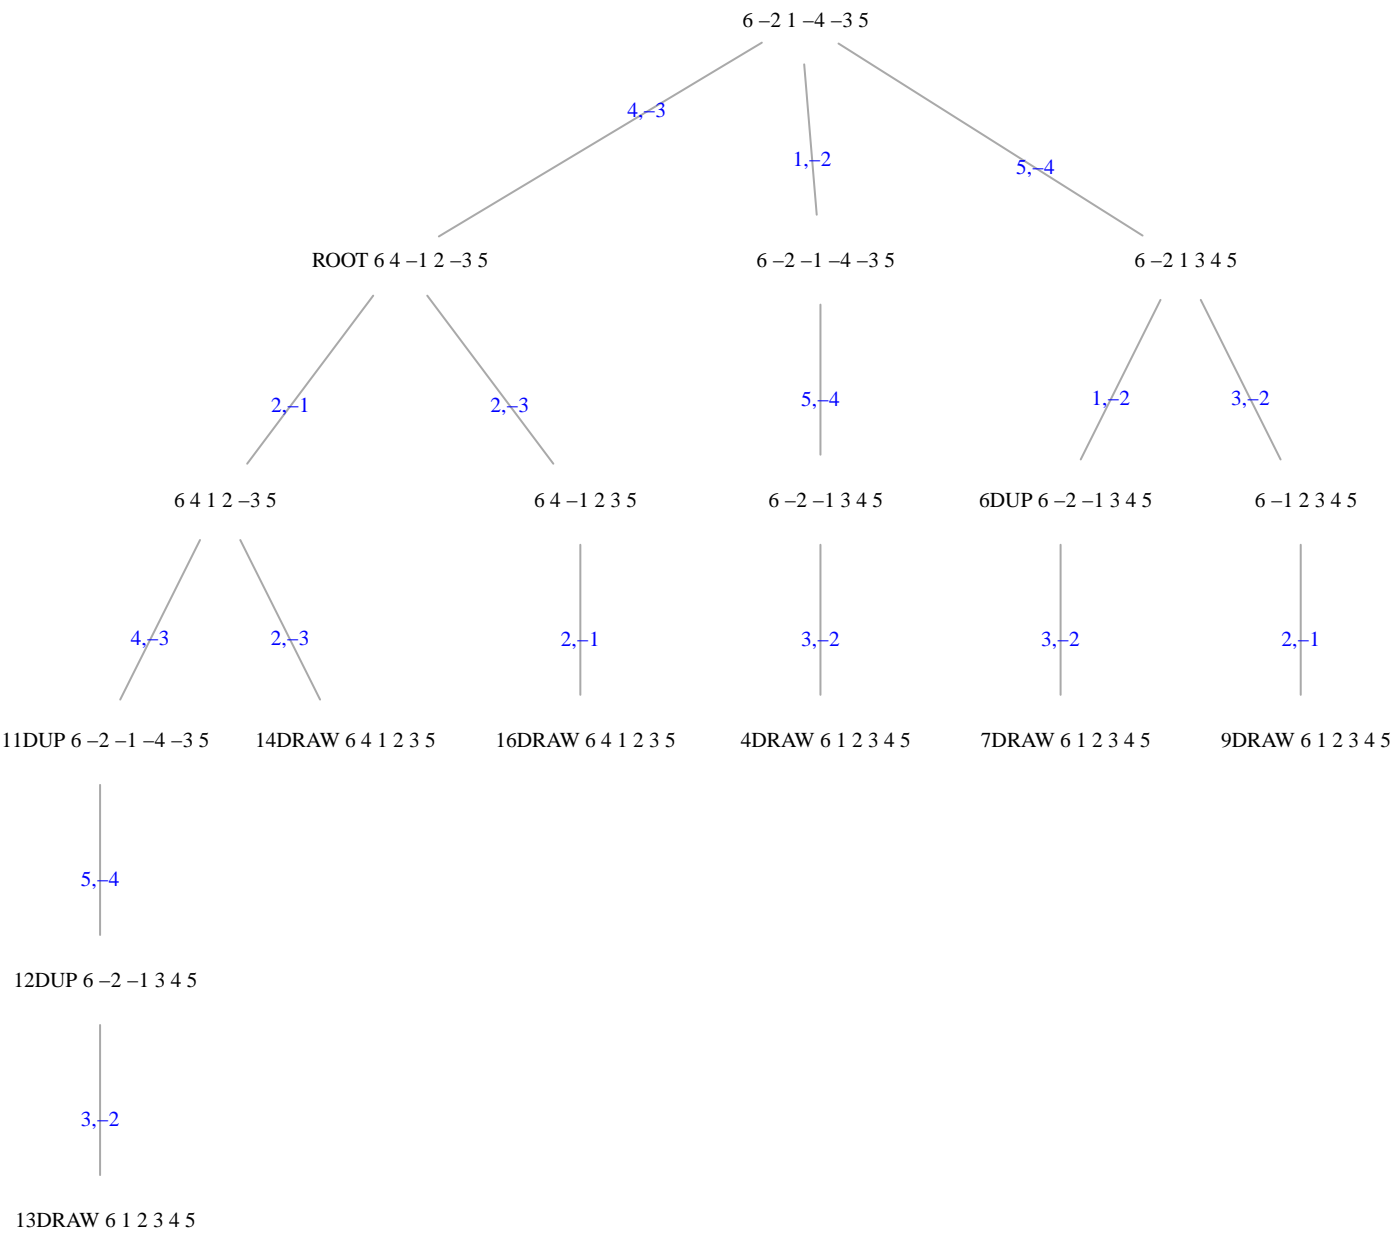 6 –2 1 –4 –3 5
4,–3
1,–2
5,–4
ROOT 6 4 –1 2 –3 5
6 –2 –1 –4 –3 5
6 –2 1 3 4 5
2,–1
2,–3
5,–4
1,–2
3,–2
6 4 1 2 –3 5
6 4 –1 2 3 5
6 –2 –1 3 4 5
6DUP 6 –2 –1 3 4 5
6 –1 2 3 4 5
4,–3
2,–3
2,–1
3,–2
3,–2
2,–1
11DUP 6 –2 –1 –4 –3 5
14DRAW 6 4 1 2 3 5
16DRAW 6 4 1 2 3 5
4DRAW 6 1 2 3 4 5
7DRAW 6 1 2 3 4 5
9DRAW 6 1 2 3 4 5
5,–4
12DUP 6 –2 –1 3 4 5
3,–2
13DRAW 6 1 2 3 4 5